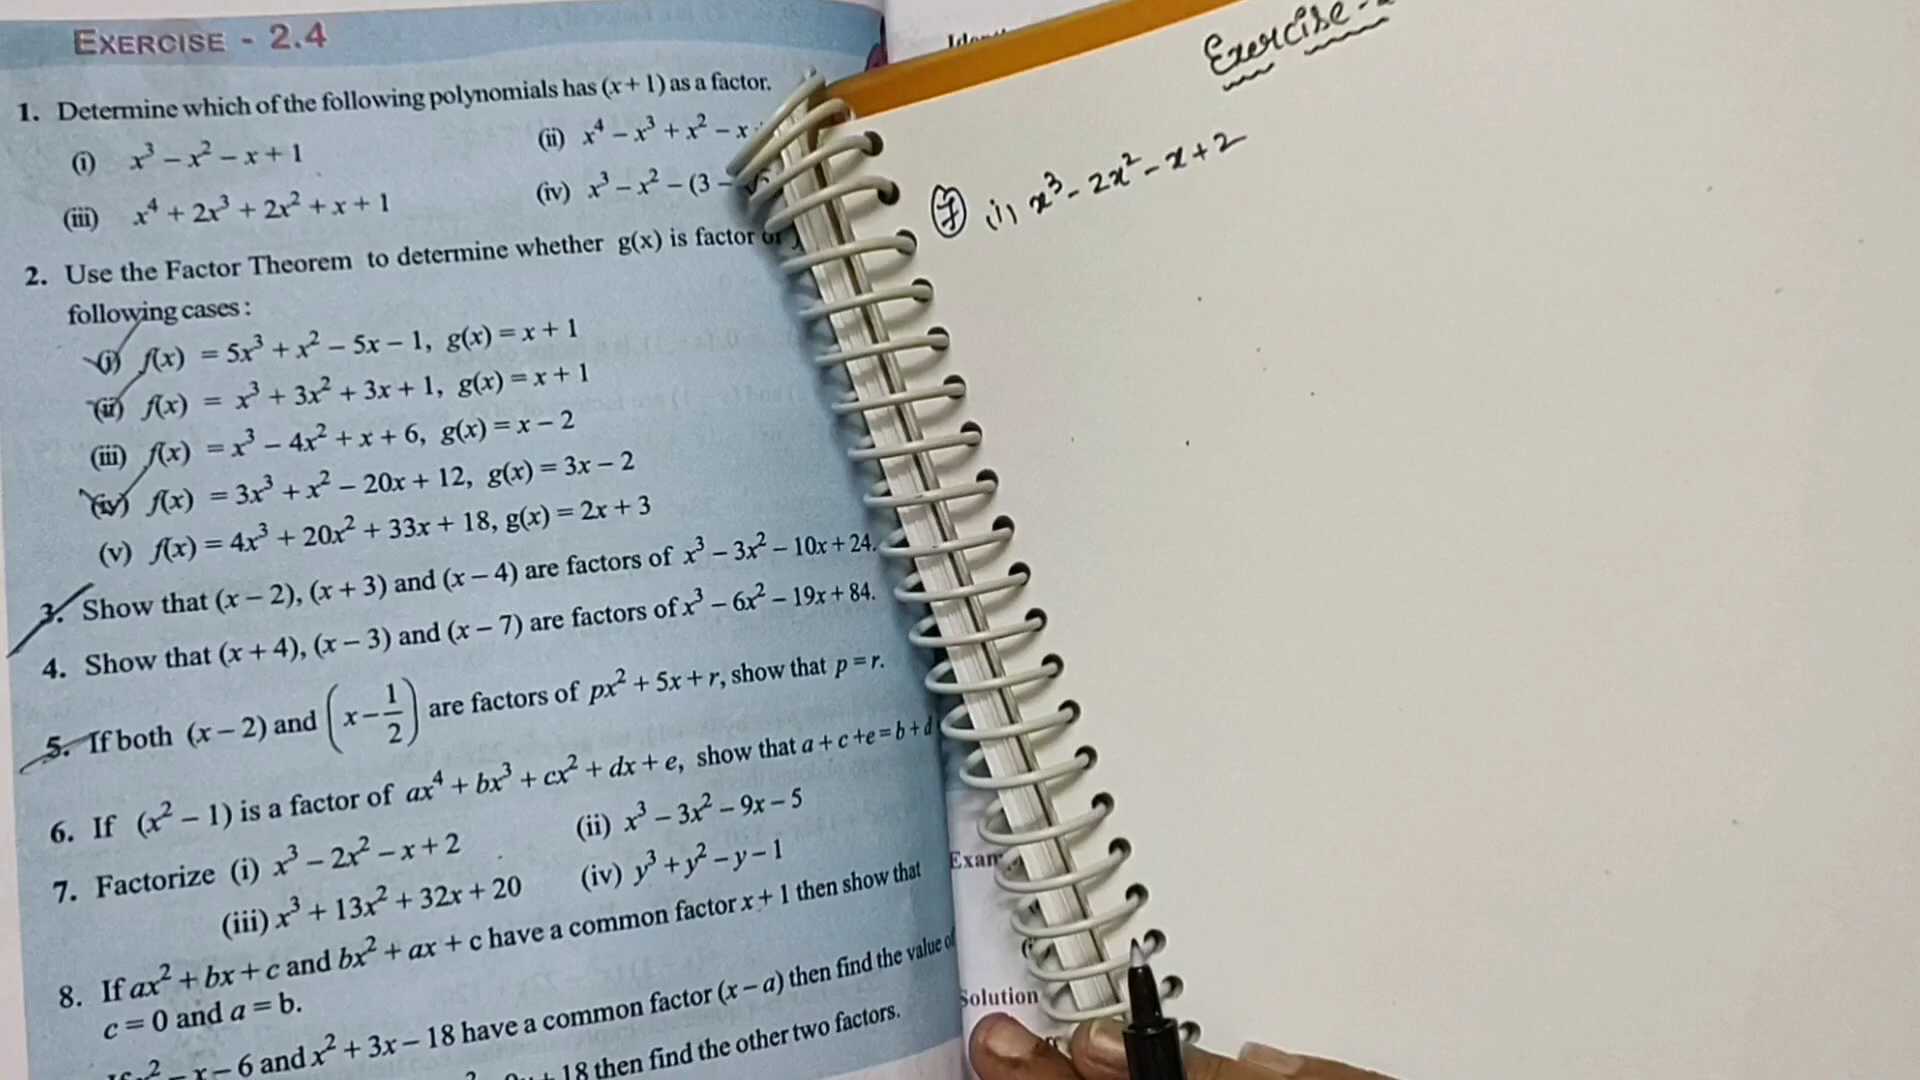 EXERCISE - 2.4
1. Determine which of the following polynomials has (x + 1) as a factor.
(i) x³ – x² – x + 1 (ii) x⁴ – x³ + x² – x
(iii) x⁴ + 2x³ + 2x² + x + 1 (iv) x³ – x² – (3 –
2. Use the Factor Theorem to determine whether g(x) is factor of
following cases :
(i) f(x) = 5x³ + x² – 5x – 1, g(x) = x + 1
(ii) f(x) = x³ + 3x² + 3x + 1, g(x) = x + 1
(iii) f(x) = x³ – 4x² + x + 6, g(x) = x – 2
(iv) f(x) = 3x³ + x² – 20x + 12, g(x) = 3x – 2
(v) f(x) = 4x³ + 20x² + 33x + 18, g(x) = 2x + 3
3. Show that (x – 2), (x + 3) and (x – 4) are factors of x³ – 3x² – 10x + 24.
4. Show that (x + 4), (x – 3) and (x – 7) are factors of x³ – 6x² – 19x + 84.
5. If both (x – 2) and (x – 1/2) are factors of px² + 5x + r, show that p = r.
6. If (x² – 1) is a factor of ax⁴ + bx³ + cx² + dx + e, show that a + c + e = b + d
7. Factorize (i) x³ – 2x² – x + 2 (ii) x³ – 3x² – 9x – 5
(iii) x³ + 13x² + 32x + 20 (iv) y³ + y² – y – 1
8. If ax² + bx + c and bx² + ax + c have a common factor x + 1 then show that
c = 0 and a = b.
– x – 6 and x² + 3x – 18 have a common factor (x – a) then find the value of
+ 18 then find the other two factors.
Exercise
⑦ (i) x³ - 2x² - x + 2
Solution